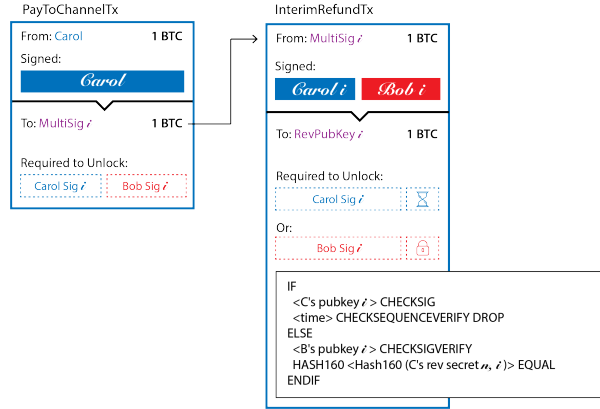 PayToChannelTx
From: Carol 1 BTC
Signed:
Carol
To: MultiSig i 1 BTC
Required to Unlock:
Carol Sig i Bob Sig i
InterimRefundTx
From: MultiSig i 1 BTC
Signed:
Carol i Bob i
To: RevPubKey i 1 BTC
Required to Unlock:
Carol Sig i
Or:
Bob Sig i
IF
<C's pubkey i > CHECKSIG
<time> CHECKSEQUENCEVERIFY DROP
ELSE
<B's pubkey i > CHECKSIGVERIFY
HASH160 <Hash160 (C's rev secret n, i )> EQUAL
ENDIF